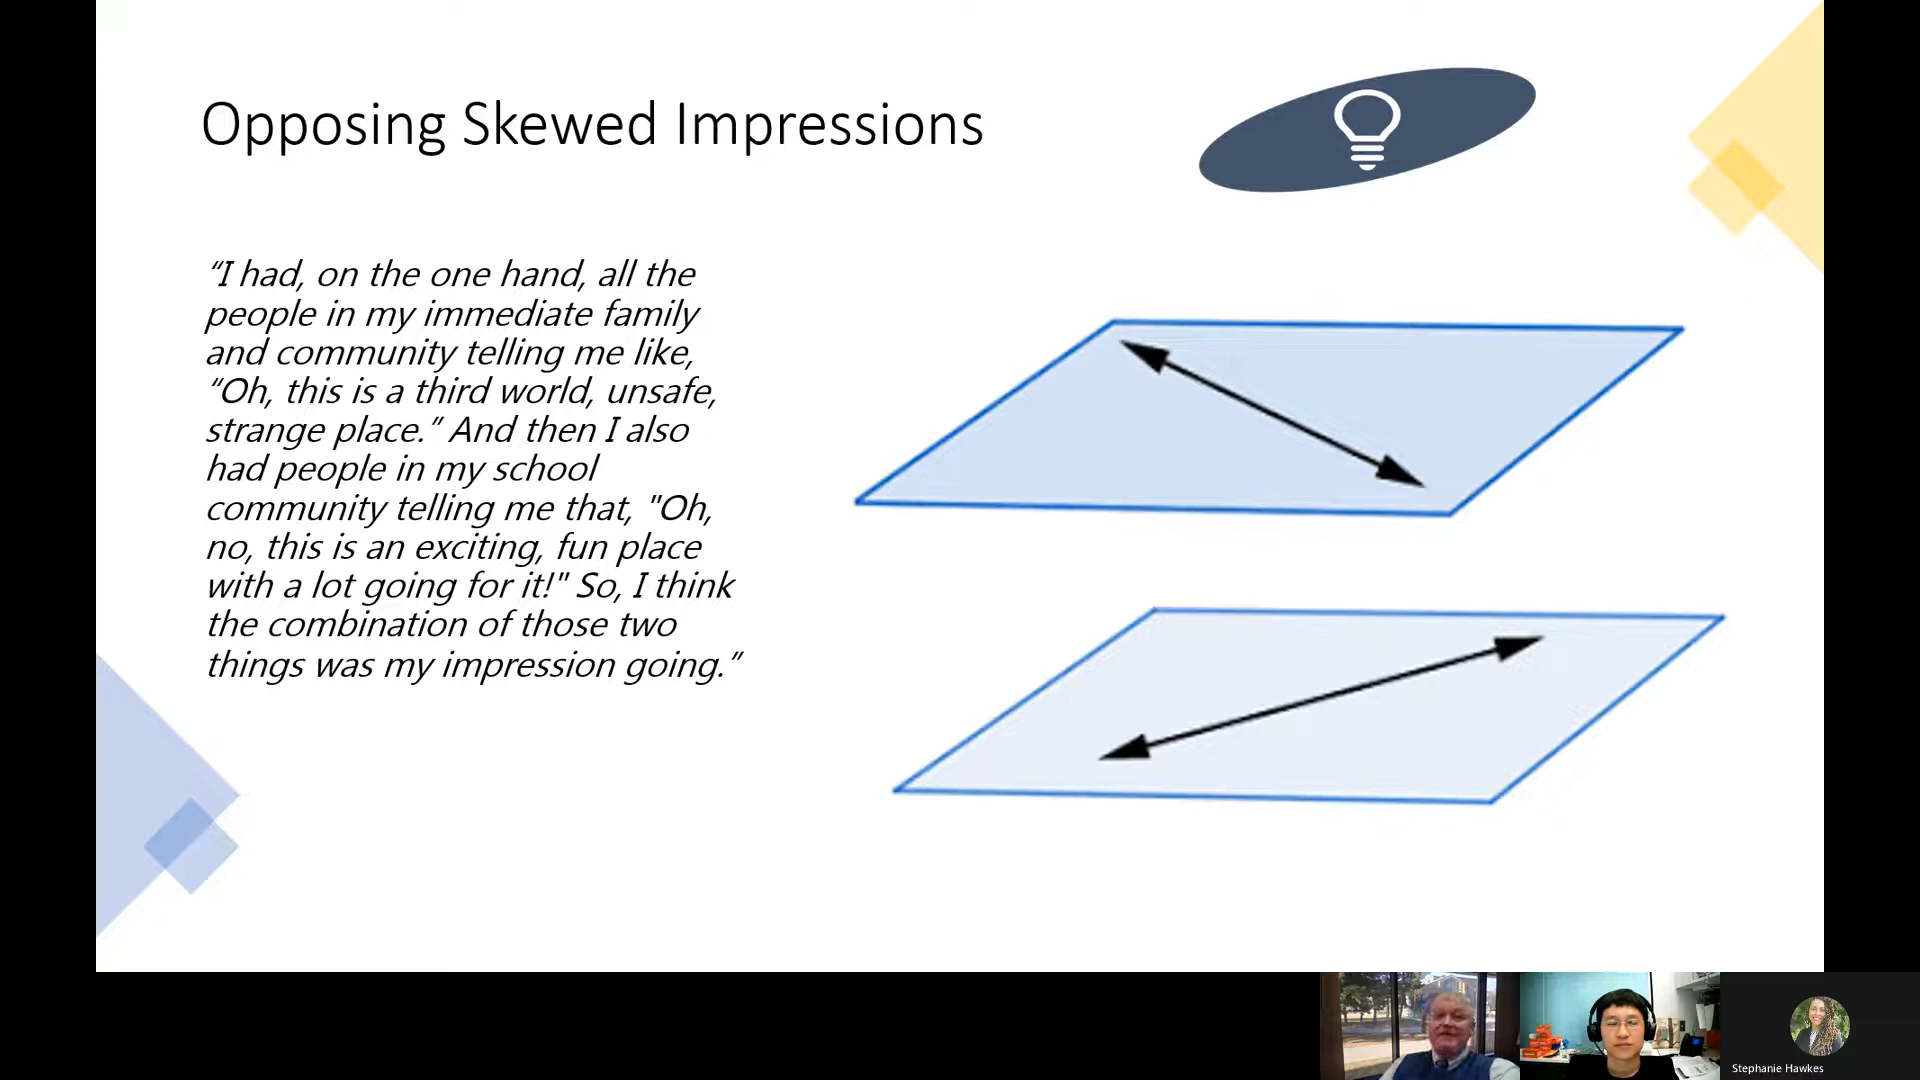 Opposing Skewed Impressions
“I had, on the one hand, all the
people in my immediate family
and community telling me like,
“Oh, this is a third world, unsafe,
strange place.” And then I also
had people in my school
community telling me that, "Oh,
no, this is an exciting, fun place
with a lot going for it!" So, I think
the combination of those two
things was my impression going.”
Stephanie Hawkes